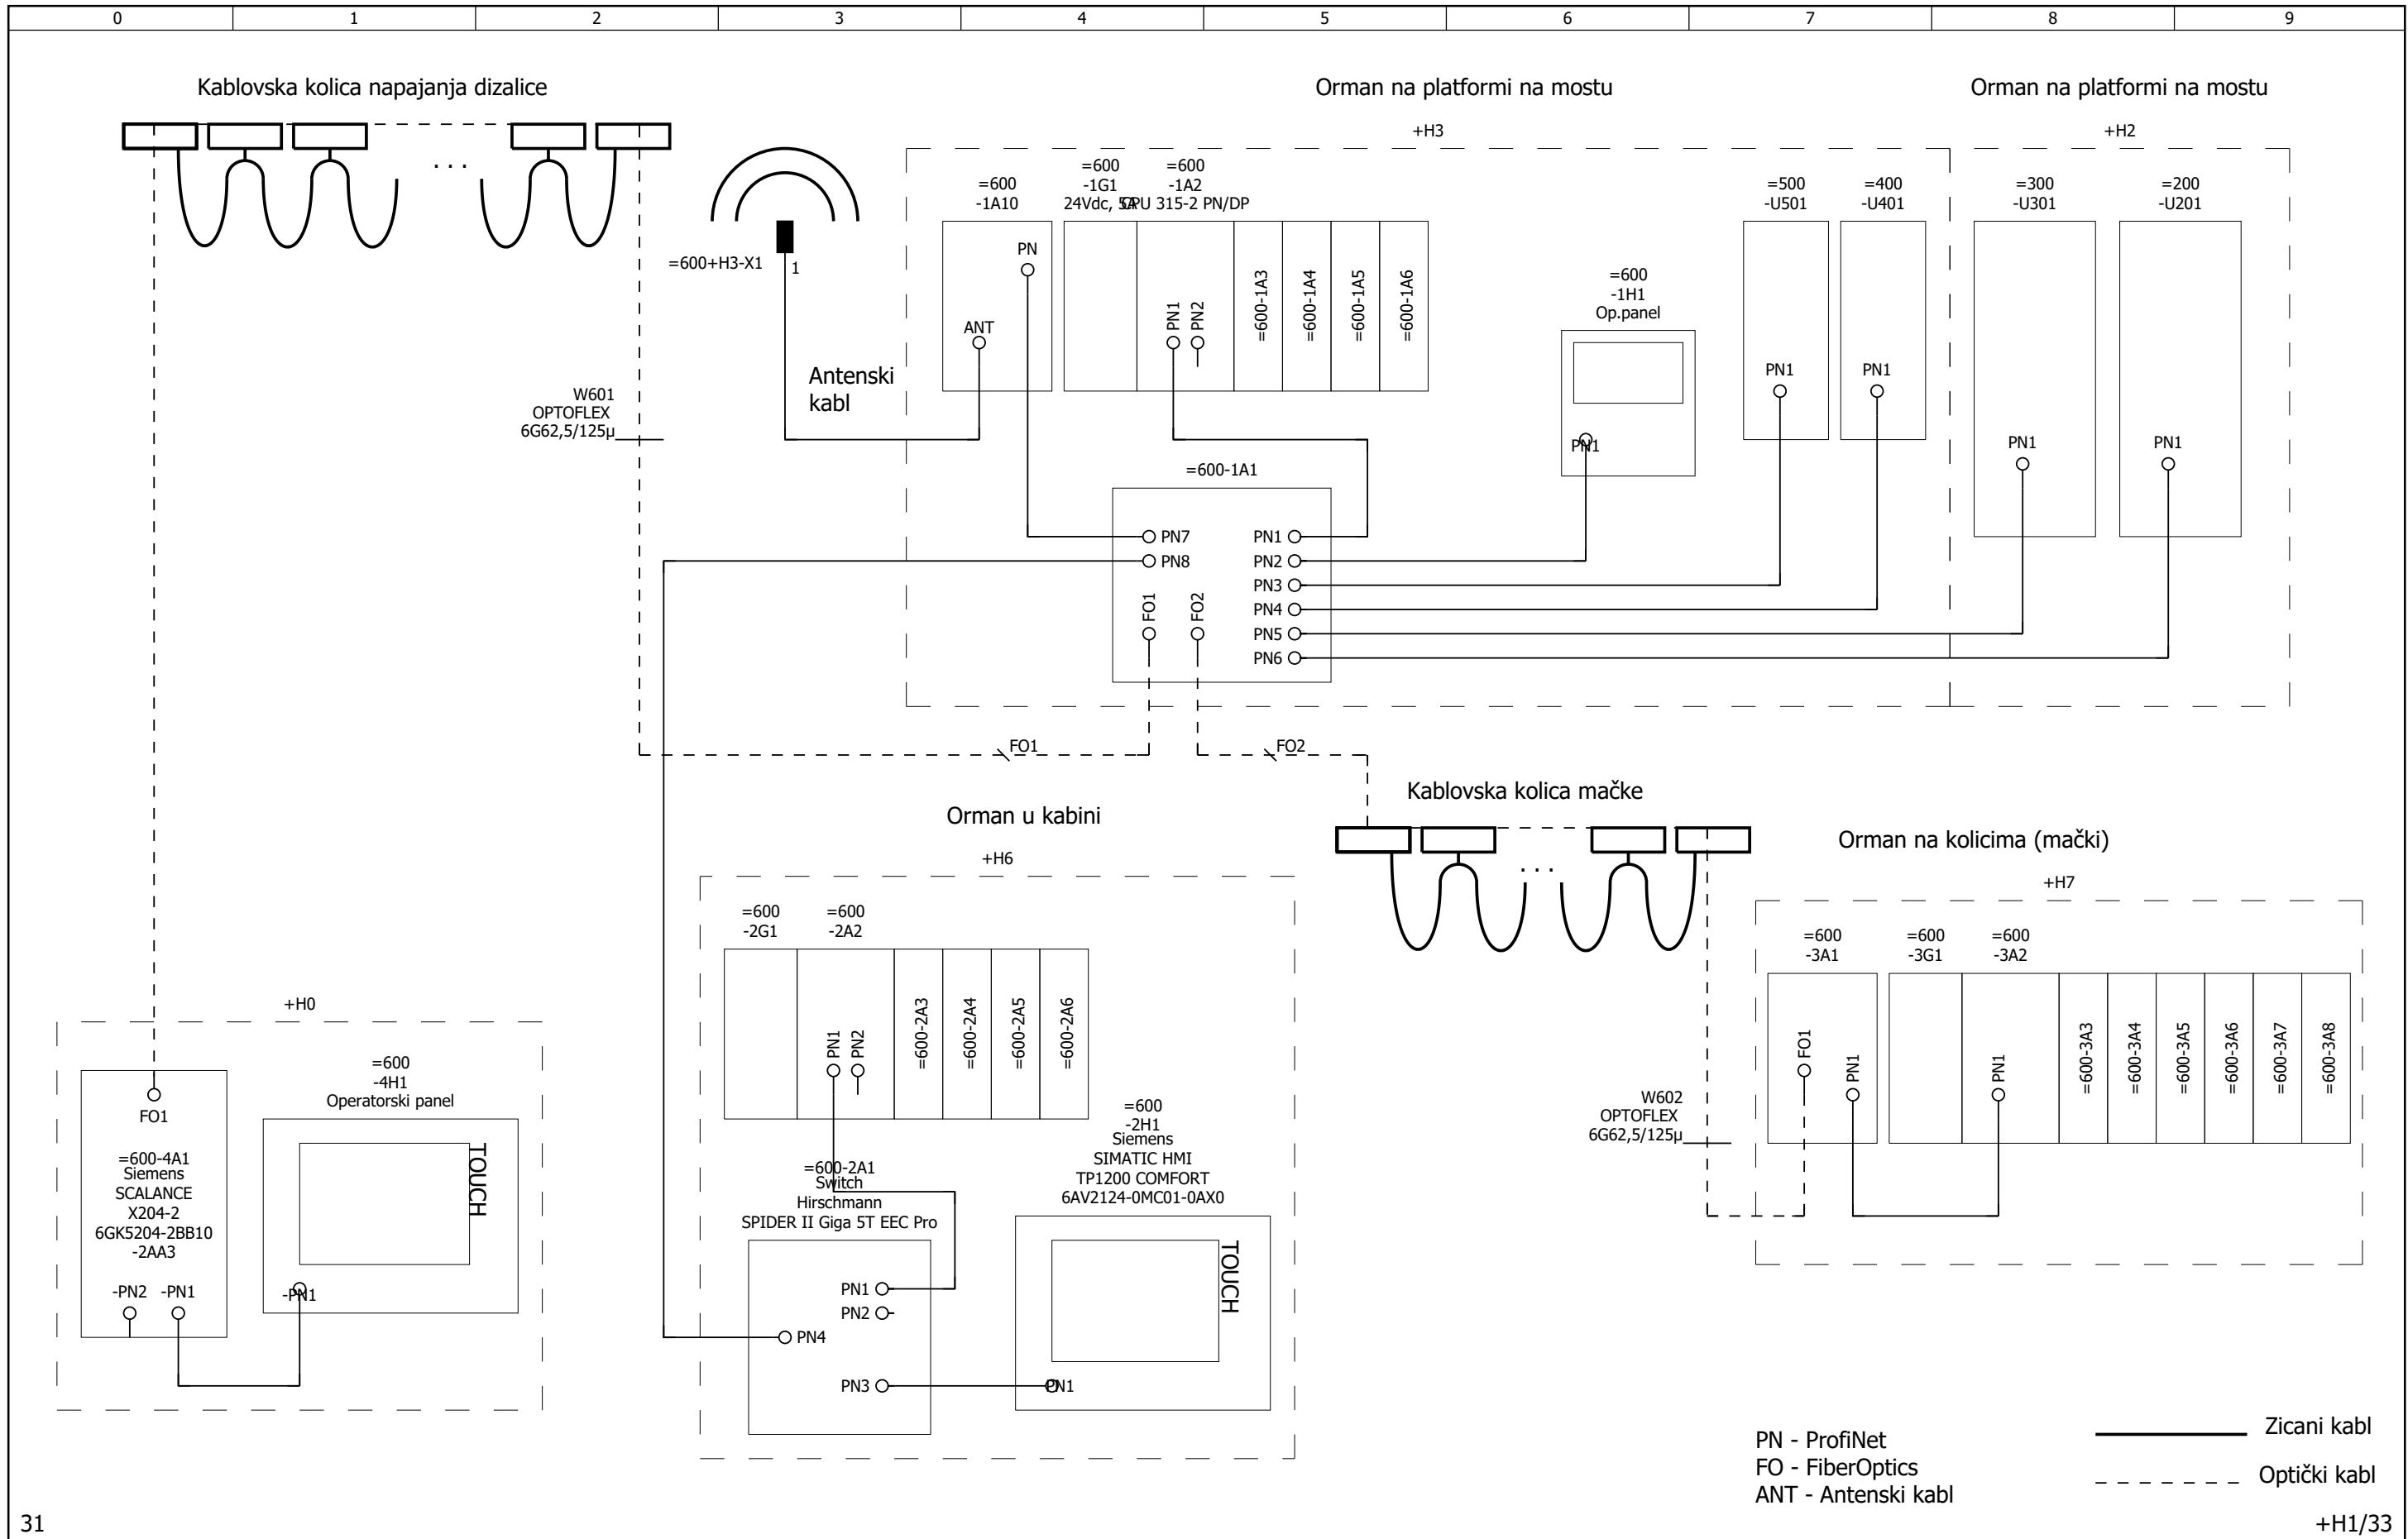 0 1 2 3 4 5 6 7 8 9
Kablovska kolica napajanja dizalice
Orman na platformi na mostu
Orman na platformi na mostu
+H3
+H2
. . .
=600
-1A10
=600
-1G1
24Vdc, 5A
=600
-1A2
CPU 315-2 PN/DP
=500
-U501
=400
-U401
=300
-U301
=200
-U201
=600+H3-X1
1
PN
ANT
PN1
PN2
=600-1A3
=600-1A4
=600-1A5
=600-1A6
=600
-1H1
Op.panel
PN1
PN1
PN1
PN1
PN1
Antenski
kabl
W601
OPTOFLEX
6G62,5/125µ
=600-1A1
PN7
PN8
FO1
FO2
PN1
PN2
PN3
PN4
PN5
PN6
FO1
FO2
Kablovska kolica mačke
. . .
Orman u kabini
+H6
=600
-2G1
=600
-2A2
PN1
PN2
=600-2A3
=600-2A4
=600-2A5
=600-2A6
=600-2A1
Switch
Hirschmann
SPIDER II Giga 5T EEC Pro
PN1
PN2
PN4
PN3
=600
-2H1
Siemens
SIMATIC HMI
TP1200 COMFORT
6AV2124-0MC01-0AX0
TOUCH
PN1
Orman na kolicima (mački)
+H7
=600
-3A1
=600
-3G1
=600
-3A2
FO1
PN1
PN1
=600-3A3
=600-3A4
=600-3A5
=600-3A6
=600-3A7
=600-3A8
W602
OPTOFLEX
6G62,5/125µ
+H0
FO1
=600-4A1
Siemens
SCALANCE
X204-2
6GK5204-2BB10
-2AA3
-PN2 -PN1
=600
-4H1
Operatorski panel
TOUCH
-PN1
PN - ProfiNet
FO - FiberOptics
ANT - Antenski kabl
Zicani kabl
Optički kabl
31
+H1/33